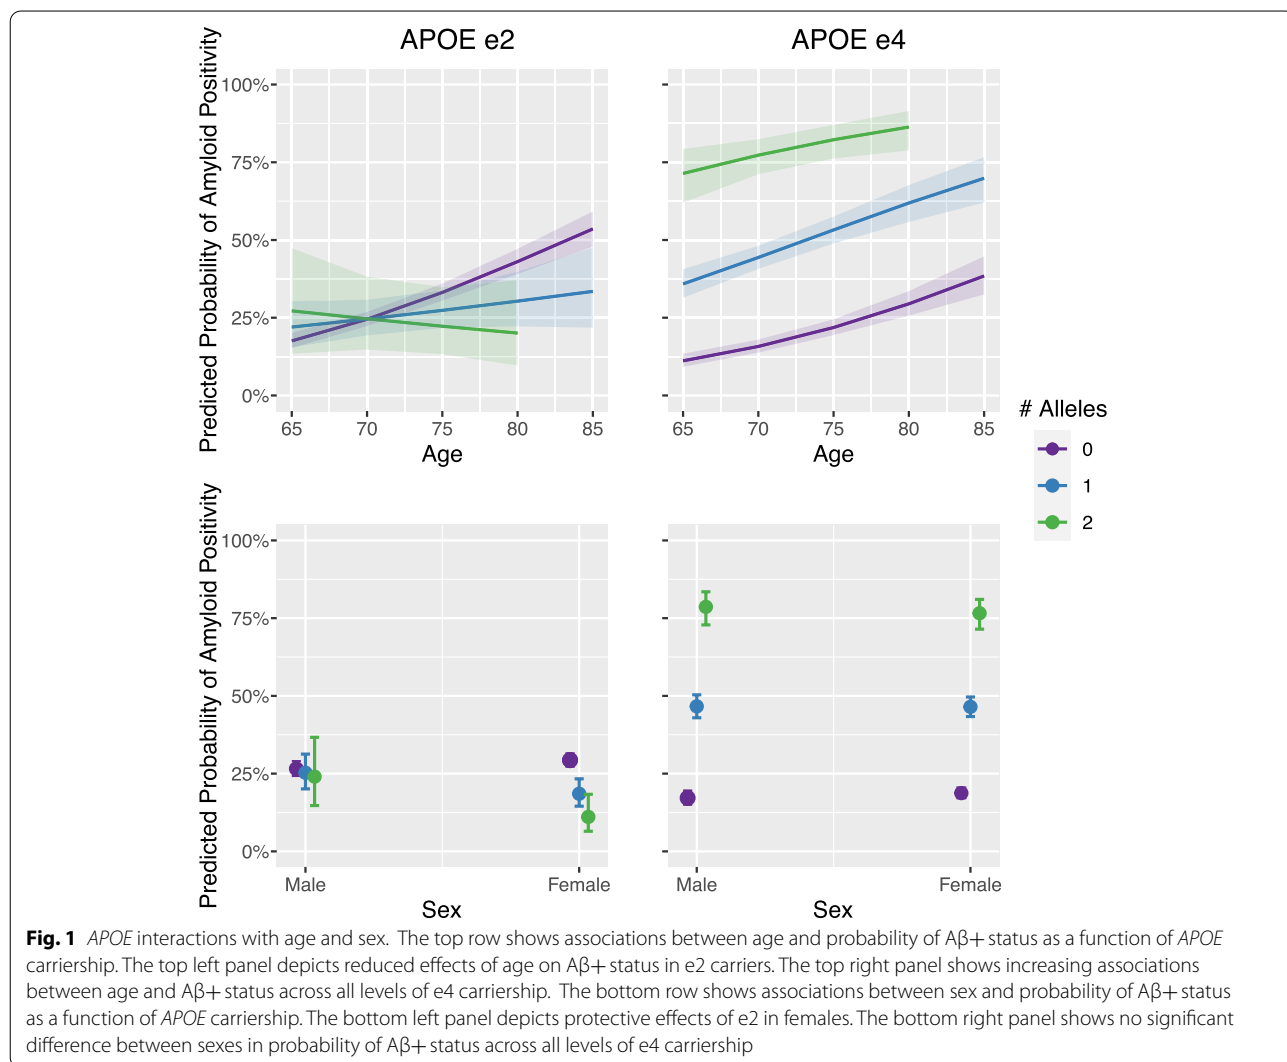 APOE e2
APOE e4
Predicted Probability of Amyloid Positivity
100%
75%
50%
25%
0%
65 70 75 80 85
Age
65 70 75 80 85
Age
# Alleles
0
1
2
Predicted Probability of Amyloid Positivity
100%
75%
50%
25%
0%
Male Female
Sex
Male Female
Sex
Fig. 1 APOE interactions with age and sex. The top row shows associations between age and probability of Aβ+ status as a function of APOE
carriership. The top left panel depicts reduced effects of age on Aβ+ status in e2 carriers. The top right panel shows increasing associations
between age and Aβ+ status across all levels of e4 carriership. The bottom row shows associations between sex and probability of Aβ+ status
as a function of APOE carriership. The bottom left panel depicts protective effects of e2 in females. The bottom right panel shows no significant
difference between sexes in probability of Aβ+ status across all levels of e4 carriership